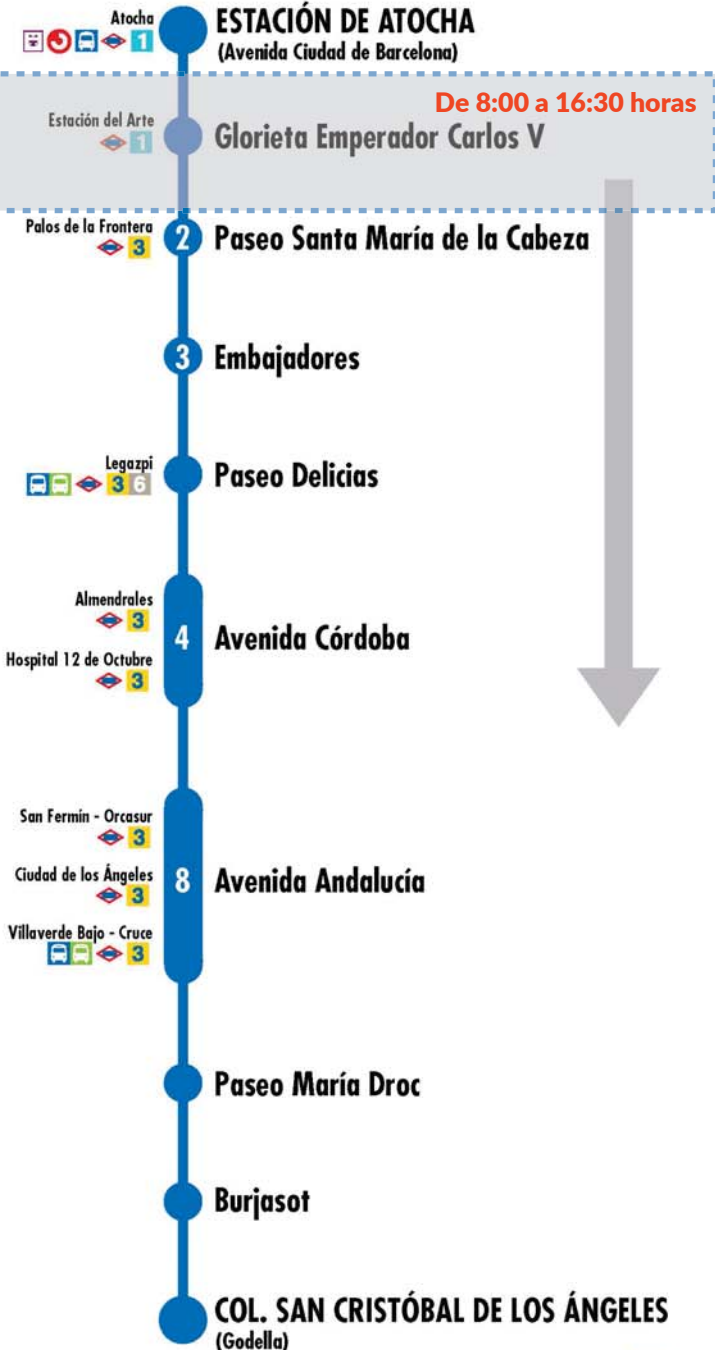 Atocha
1
ESTACIÓN DE ATOCHA
(Avenida Ciudad de Barcelona)
De 8:00 a 16:30 horas
Estación del Arte
1
Glorieta Emperador Carlos V
Palos de la Frontera
3
2
Paseo Santa María de la Cabeza
3
Embajadores
Legazpi
3 6
Paseo Delicias
Almendrales
3
Hospital 12 de Octubre
3
4
Avenida Córdoba
San Fermín - Orcasur
3
Ciudad de los Ángeles
3
Villaverde Bajo - Cruce
3
8
Avenida Andalucía
Paseo María Droc
Burjasot
COL. SAN CRISTÓBAL DE LOS ÁNGELES
(Godella)